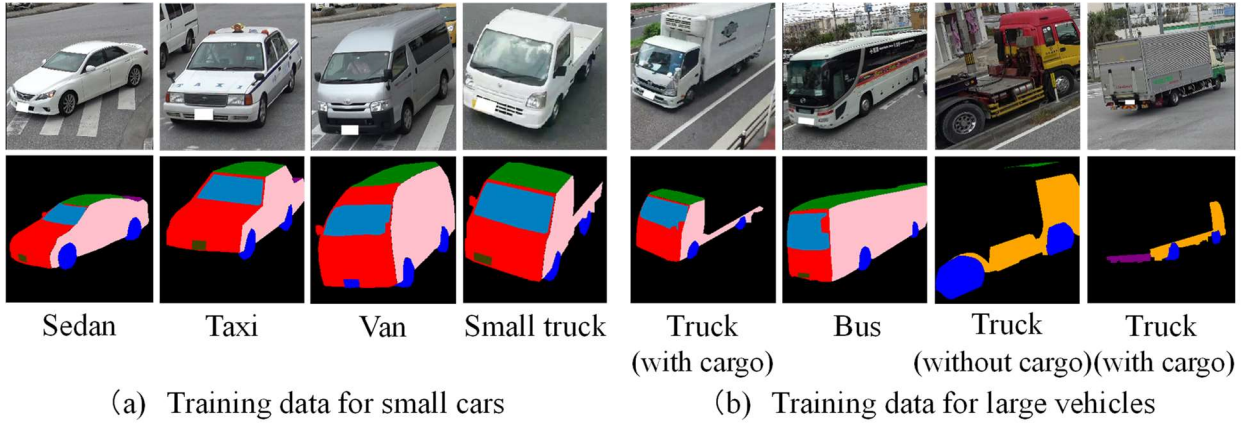 Sedan
Taxi
Van
Small truck
(a) Training data for small cars
Truck
(with cargo)
Bus
Truck
(without cargo)
Truck
(with cargo)
(b) Training data for large vehicles